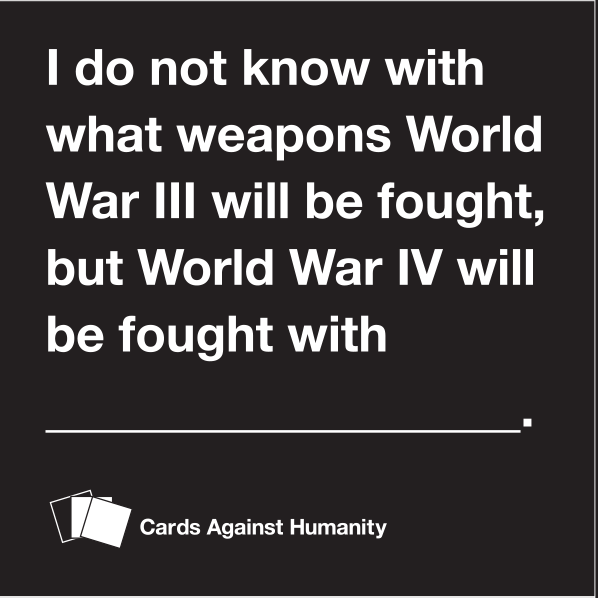 I do not know with
what weapons World
War III will be fought,
but World War IV will
be fought with
____________________.
Cards Against Humanity